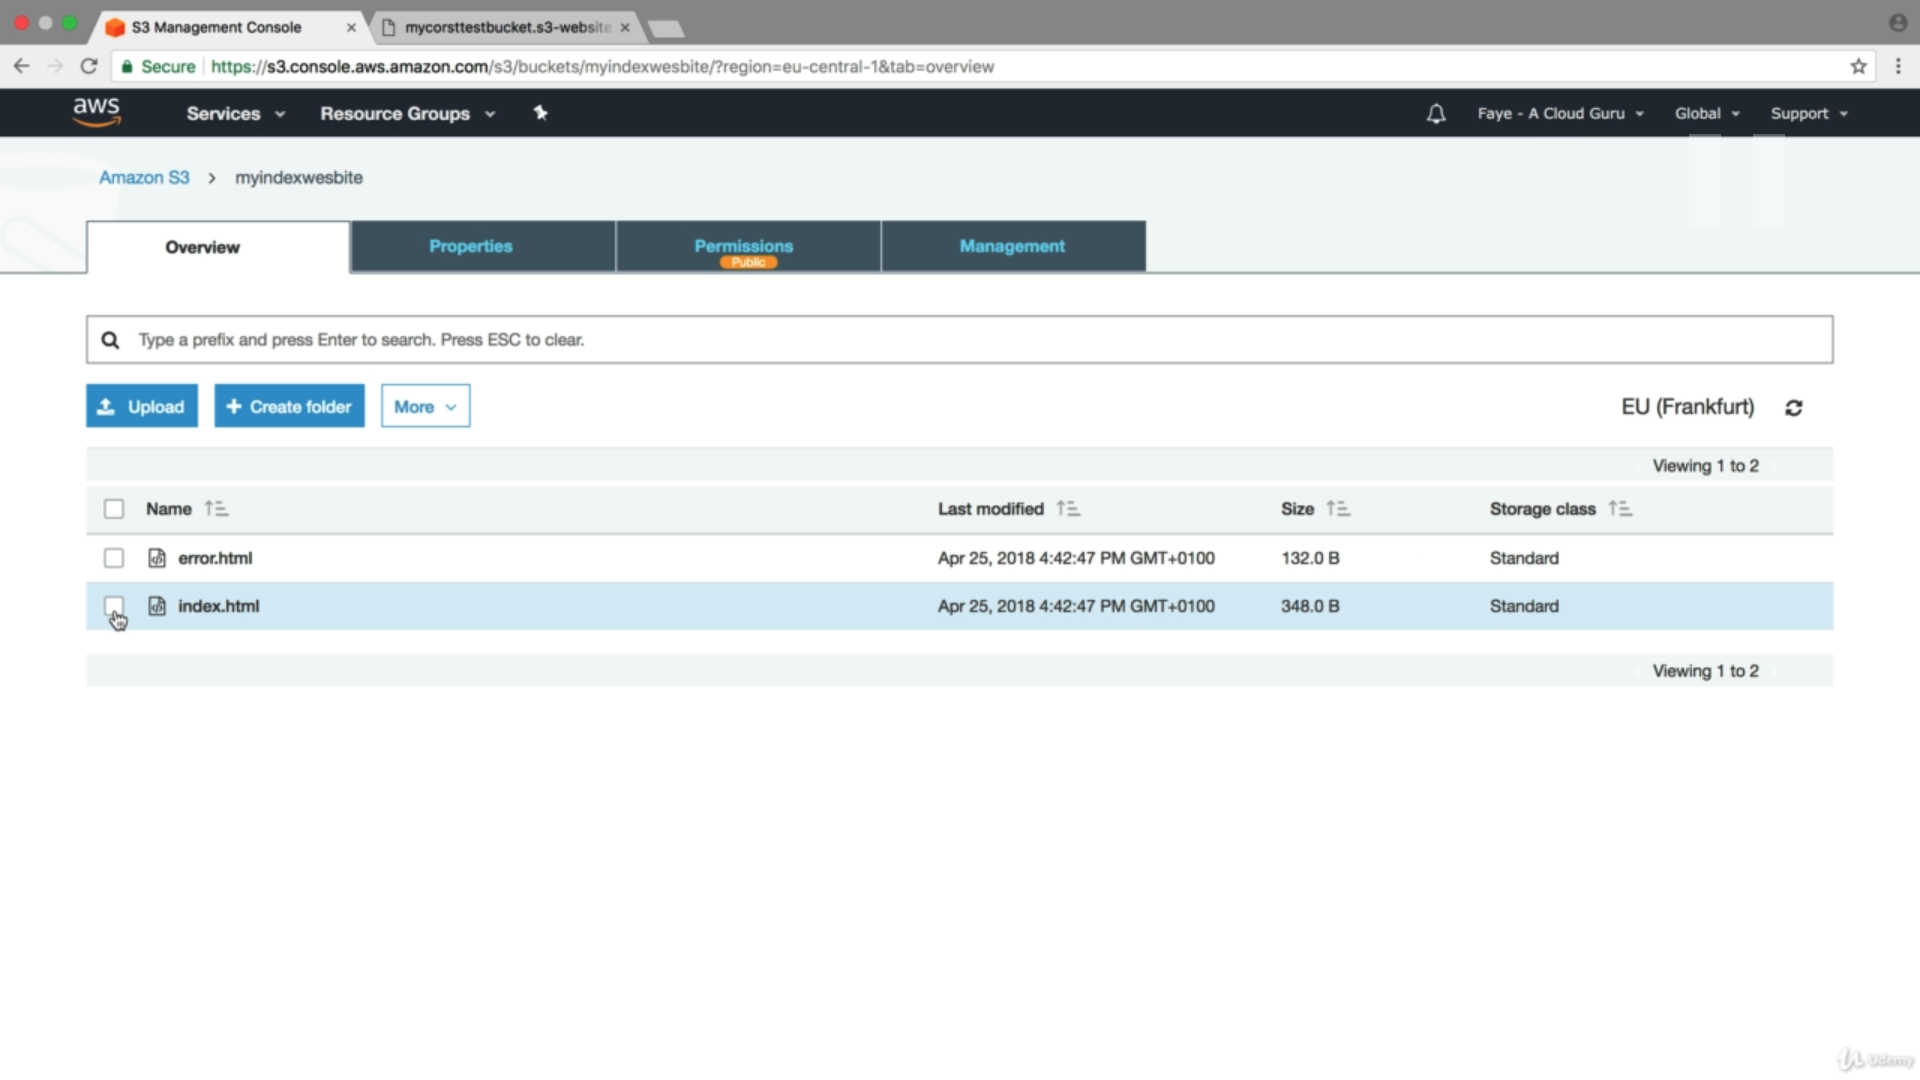 S3 Management Console
mycorsttestbucket.s3-website
Secure https://s3.console.aws.amazon.com/s3/buckets/myindexwesbite/?region=eu-central-1&tab=overview
aws Services Resource Groups Faye - A Cloud Guru Global Support
Amazon S3 > myindexwesbite
Overview Properties Permissions Management
Public
Type a prefix and press Enter to search. Press ESC to clear.
Upload + Create folder More EU (Frankfurt)
Viewing 1 to 2
Name Last modified Size Storage class
error.html Apr 25, 2018 4:42:47 PM GMT+0100 132.0 B Standard
index.html Apr 25, 2018 4:42:47 PM GMT+0100 348.0 B Standard
Viewing 1 to 2
Udemy